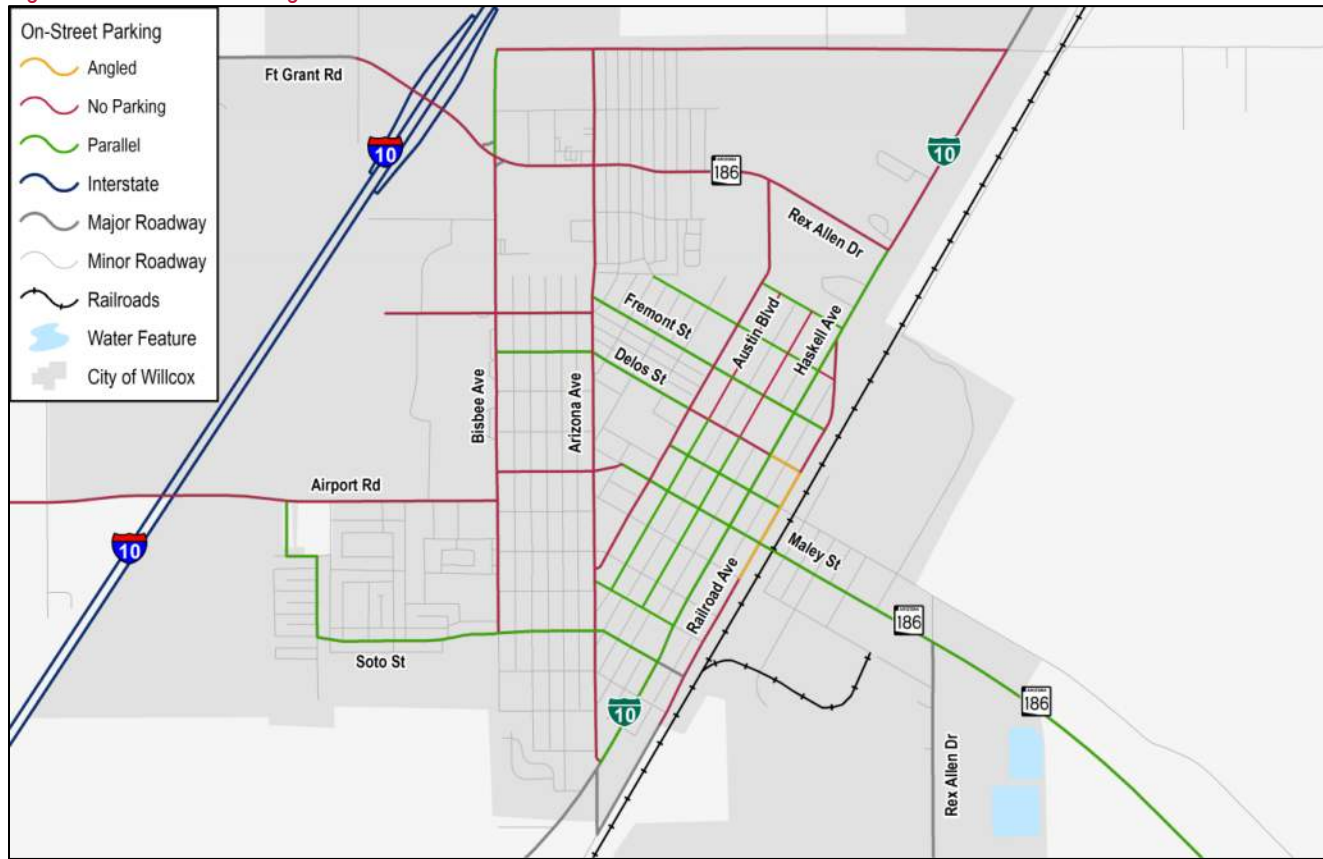 On-Street Parking
Angled
No Parking
Parallel
Interstate
Major Roadway
Minor Roadway
Railroads
Water Feature
City of Willcox
Ft Grant Rd
10
10
186
Rex Allen Dr
Fremont St
Austin Blvd
Haskell Ave
Delos St
Bisbee Ave
Arizona Ave
Airport Rd
10
Maley St
Railroad Ave
186
Soto St
186
10
Rex Allen Dr